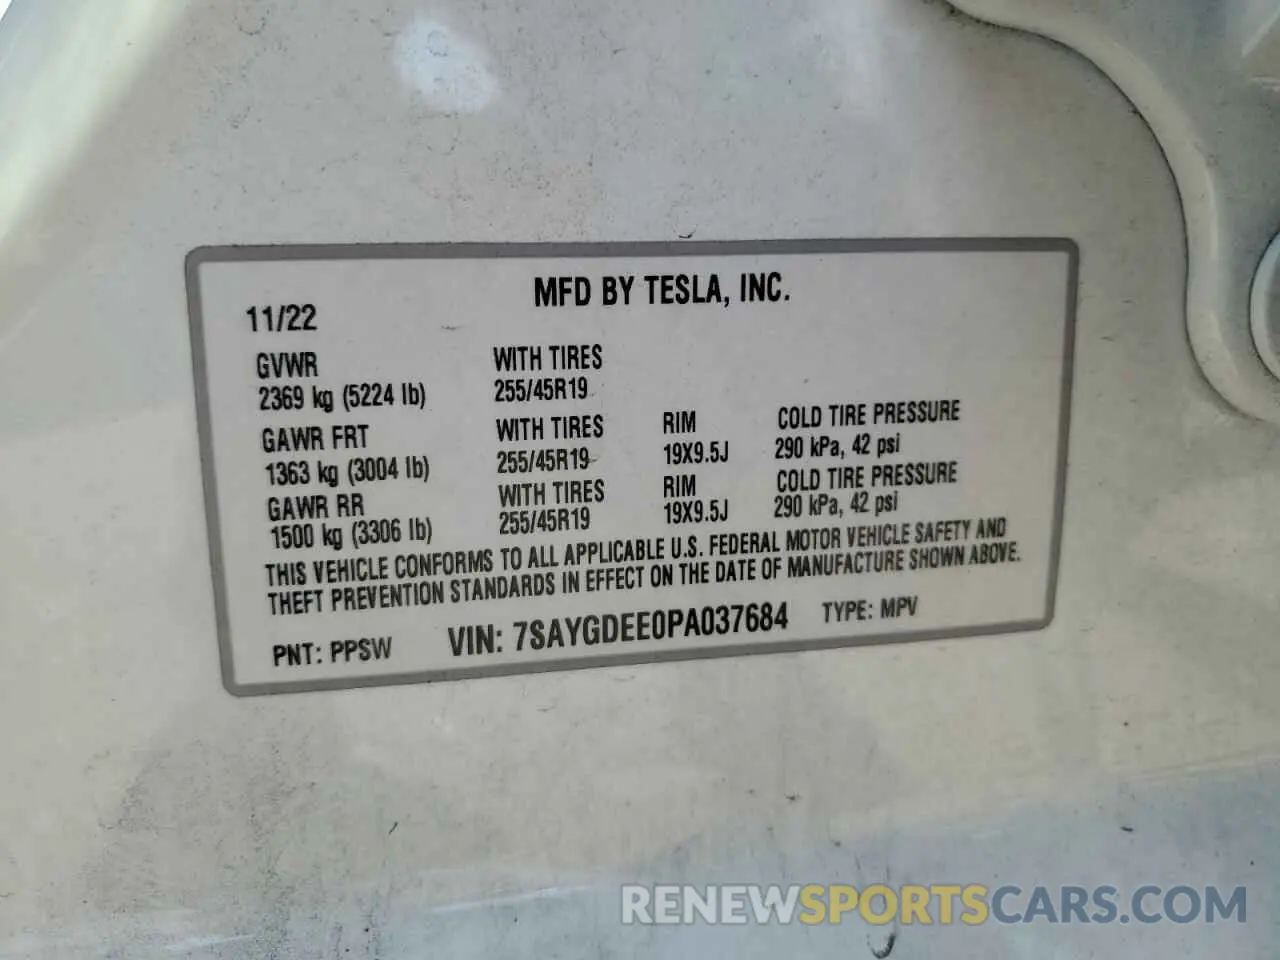 MFD BY TESLA, INC.
11/22
GVWR WITH TIRES
2369 kg (5224 lb) 255/45R19
GAWR FRT WITH TIRES RIM COLD TIRE PRESSURE
1363 kg (3004 lb) 255/45R19 19X9.5J 290 kPa, 42 psi
GAWR RR WITH TIRES RIM COLD TIRE PRESSURE
1500 kg (3306 lb) 255/45R19 19X9.5J 290 kPa, 42 psi
THIS VEHICLE CONFORMS TO ALL APPLICABLE U.S. FEDERAL MOTOR VEHICLE SAFETY AND
THEFT PREVENTION STANDARDS IN EFFECT ON THE DATE OF MANUFACTURE SHOWN ABOVE.
PNT: PPSW VIN: 7SAYGDEE0PA037684 TYPE: MPV
RENEWSPORTSCARS.COM